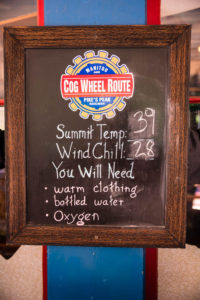 MANITOU
COG WHEEL ROUTE
PIKE'S PEAK
Summit Temp: 39
Wind Chill: 28
You Will Need
• warm clothing
• bottled water
• Oxygen